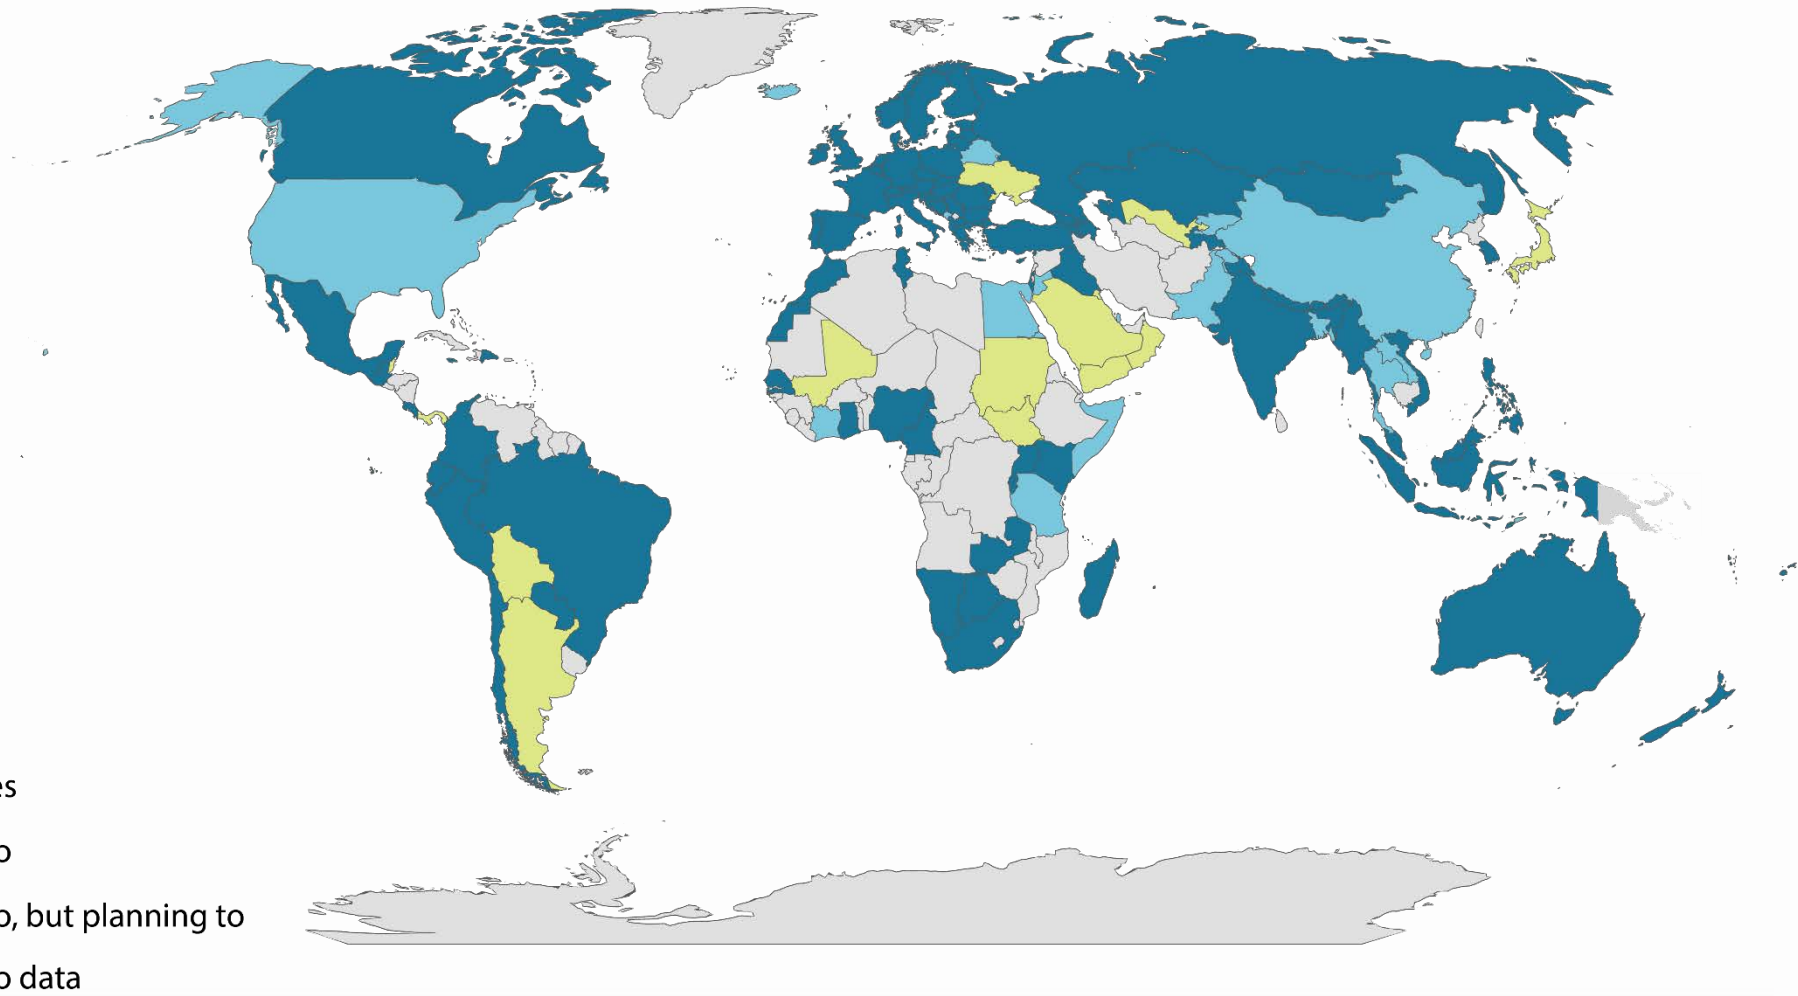 es
o
o, but planning to
o data